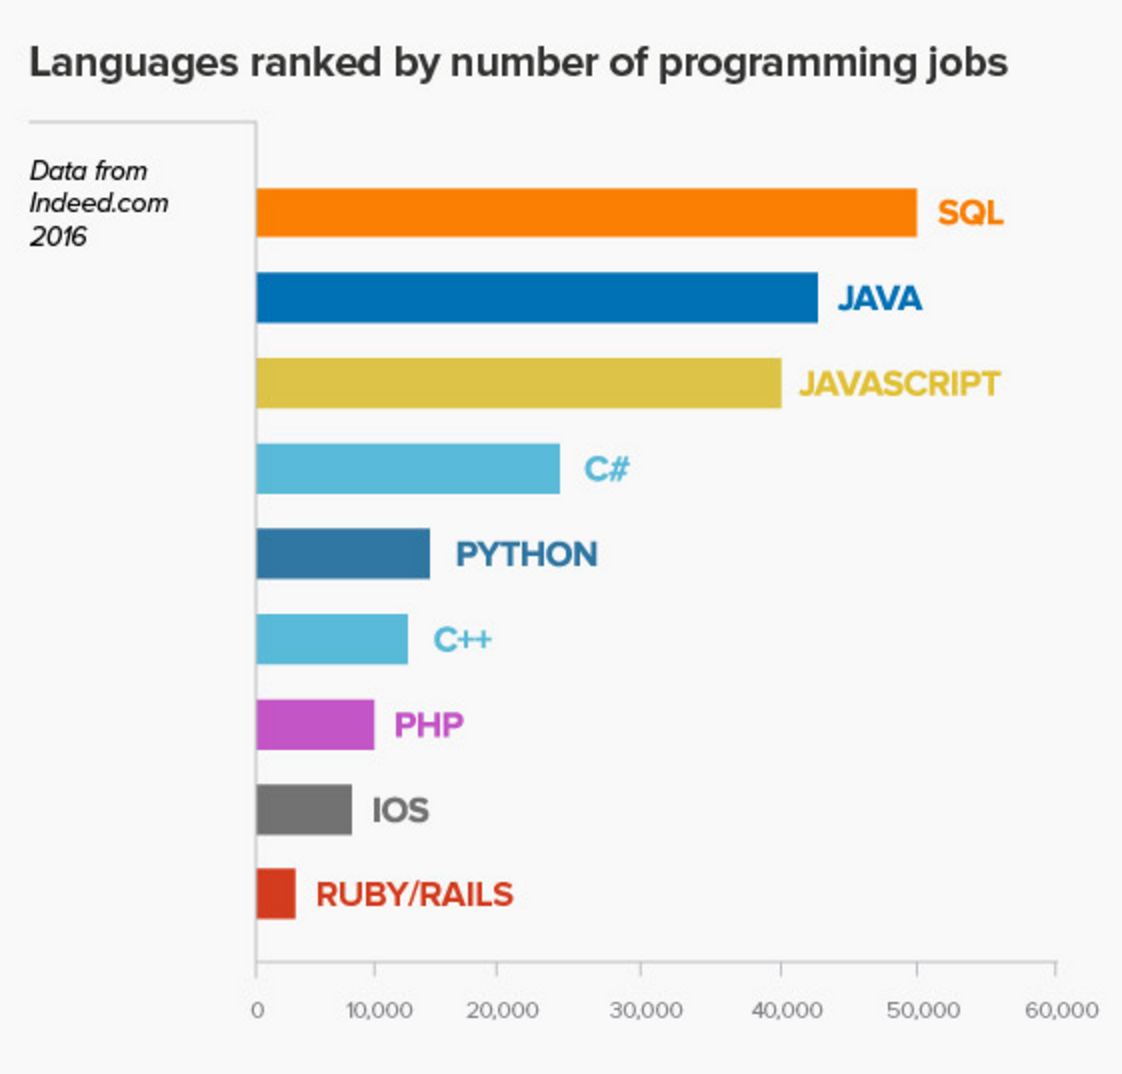 Languages ranked by number of programming jobs
Data from
Indeed.com
2016
SQL
JAVA
JAVASCRIPT
C#
PYTHON
C++
PHP
IOS
RUBY/RAILS
0 10,000 20,000 30,000 40,000 50,000 60,000